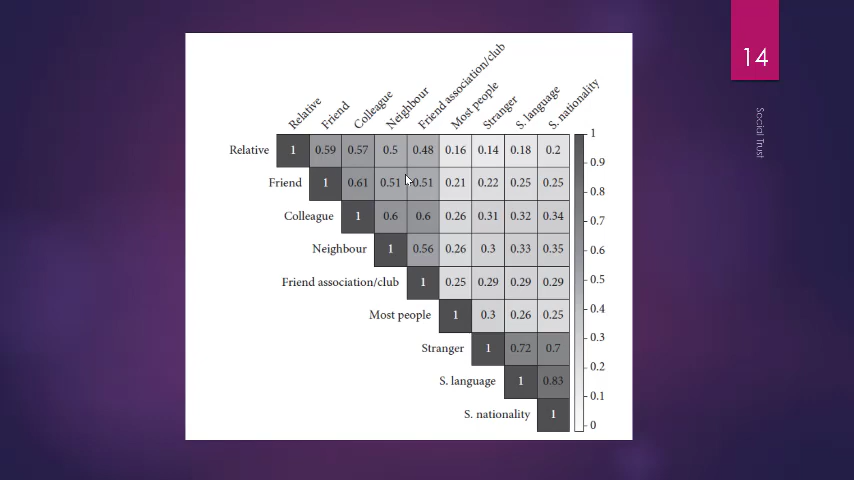 14
Social Trust
Relative Friend Colleague Neighbour Friend association/club Most people Stranger S. language S. nationality
Relative 1 0.59 0.57 0.5 0.48 0.16 0.14 0.18 0.2
Friend 1 0.61 0.51 0.51 0.21 0.22 0.25 0.25
Colleague 1 0.6 0.6 0.26 0.31 0.32 0.34
Neighbour 1 0.56 0.26 0.3 0.33 0.35
Friend association/club 1 0.25 0.29 0.29 0.29
Most people 1 0.3 0.26 0.25
Stranger 1 0.72 0.7
S. language 1 0.83
S. nationality 1
1
0.9
0.8
0.7
0.6
0.5
0.4
0.3
0.2
0.1
0